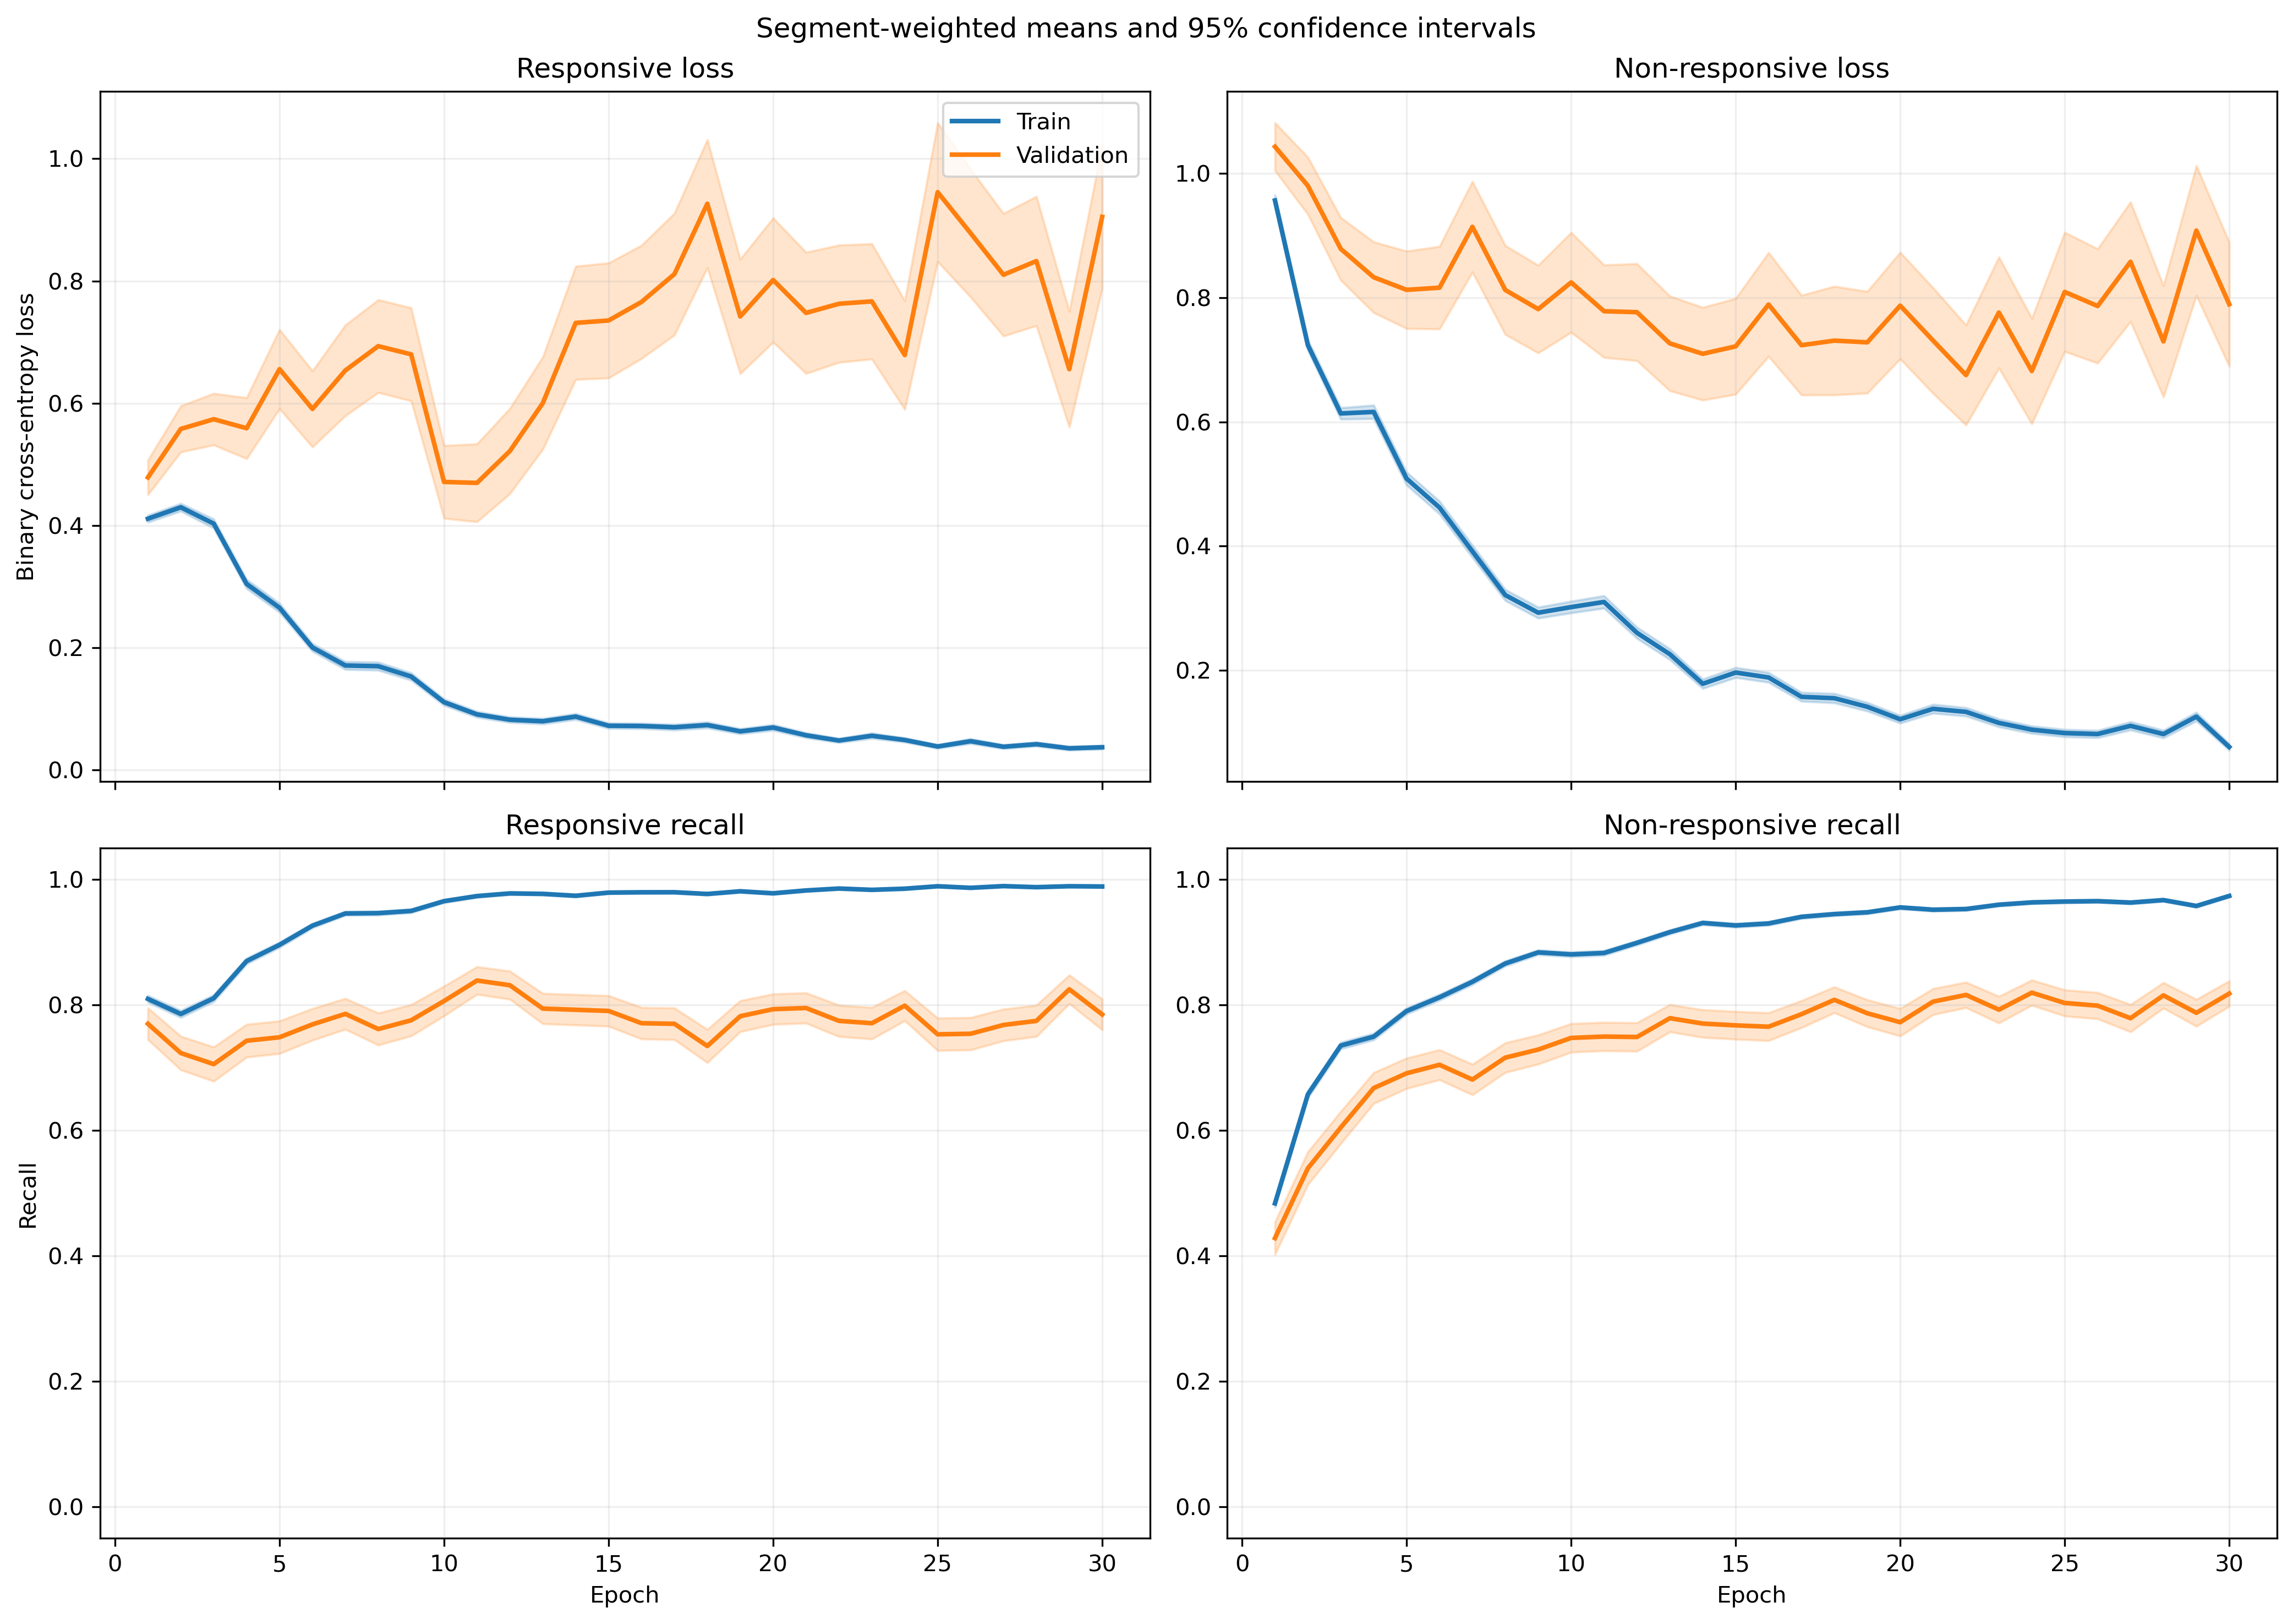 Segment-weighted means and 95% confidence intervals
Responsive loss
Non-responsive loss
Train
Validation
Binary cross-entropy loss
1.0
0.8
0.6
0.4
0.2
0.0
1.0
0.8
0.6
0.4
0.2
Responsive recall
Non-responsive recall
Recall
1.0
0.8
0.6
0.4
0.2
0.0
1.0
0.8
0.6
0.4
0.2
0.0
0 5 10 15 20 25 30
0 5 10 15 20 25 30
Epoch
Epoch